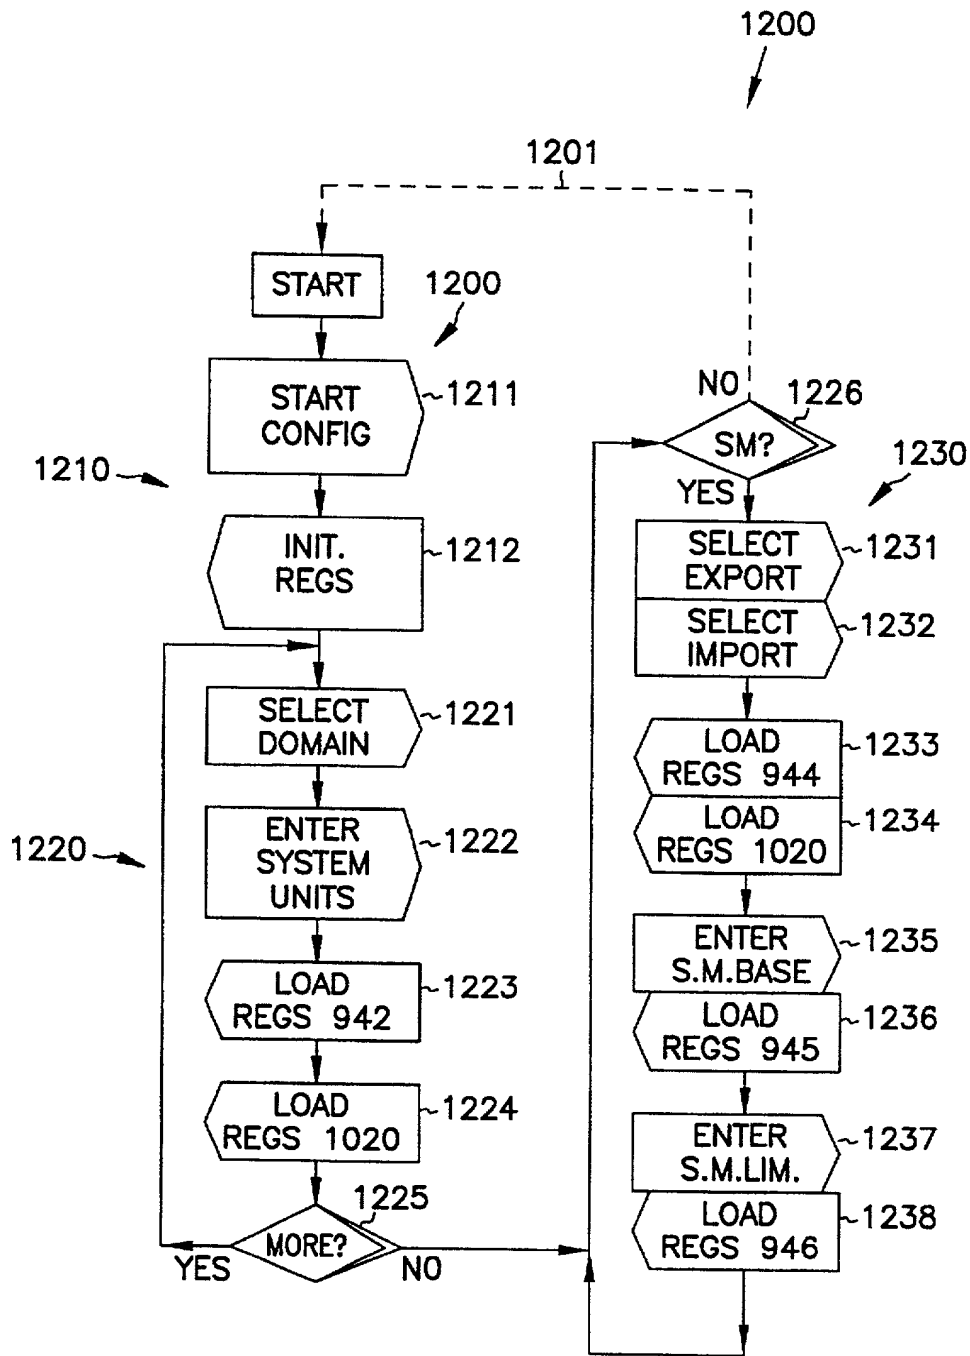 1200
1201
START
1200
START
CONFIG
1211
1210
INIT.
REGS
1212
SELECT
DOMAIN
1221
1220
ENTER
SYSTEM
UNITS
1222
LOAD
REGS 942
1223
LOAD
REGS 1020
1224
MORE?
1225
YES
NO
NO
SM?
1226
YES
1230
SELECT
EXPORT
1231
SELECT
IMPORT
1232
LOAD
REGS 944
1233
LOAD
REGS 1020
1234
ENTER
S.M.BASE
1235
LOAD
REGS 945
1236
ENTER
S.M.LIM.
1237
LOAD
REGS 946
1238